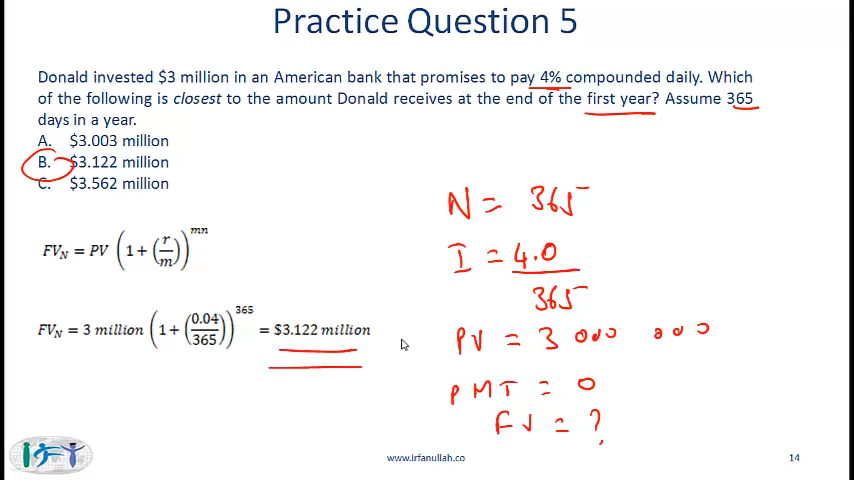 Practice Question 5
Donald invested $3 million in an American bank that promises to pay 4% compounded daily. Which
of the following is closest to the amount Donald receives at the end of the first year? Assume 365
days in a year.
A. $3.003 million
B. $3.122 million
C. $3.562 million
FV_N = PV (1 + (r/m))^mn
FV_N = 3 million (1 + (0.04/365))^365 = $3.122 million
N = 365
I = 4.0/365
PV = 3 000 000
PMT = 0
FV = ?
IFT
www.irfanullah.co
14